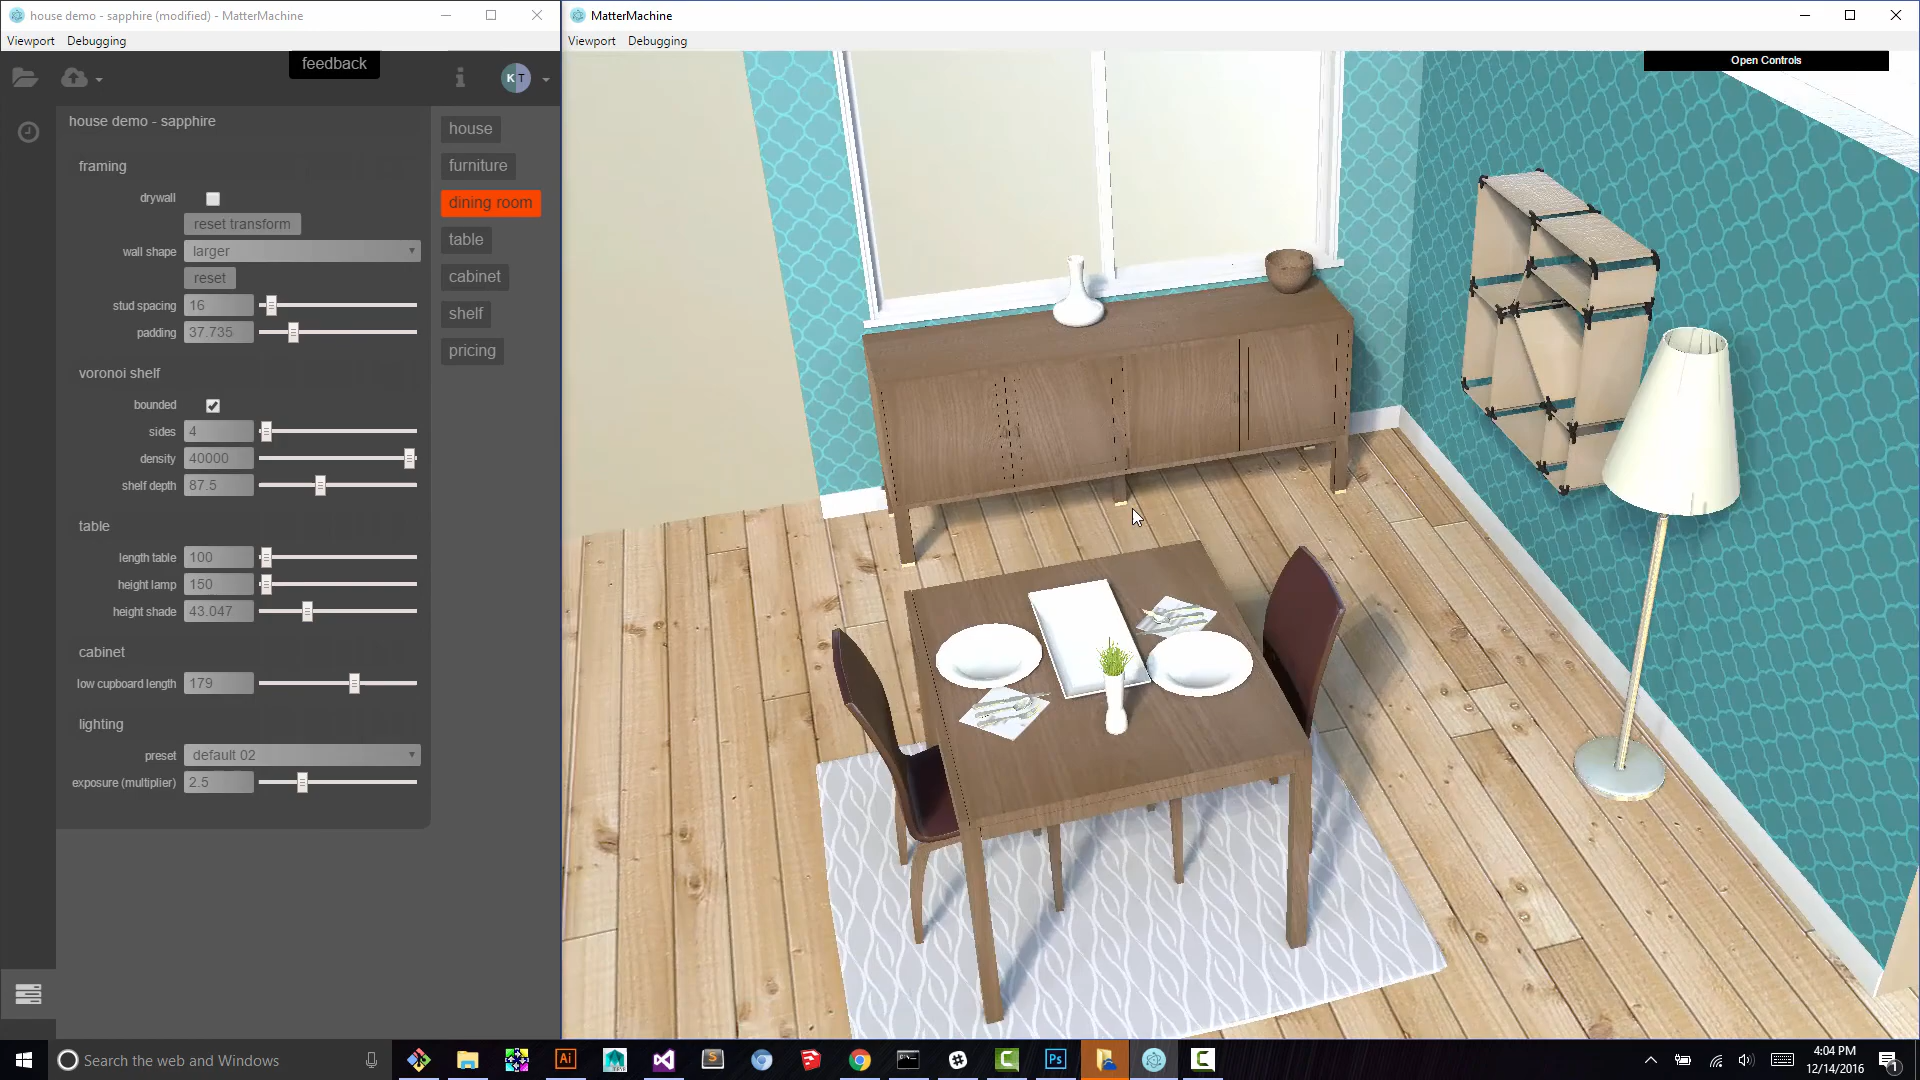 house demo - sapphire (modified) - MatterMachine
MatterMachine
Viewport Debugging
Viewport Debugging
feedback
Open Controls
K T
house demo - sapphire
framing
drywall
reset transform
wall shape larger
reset
stud spacing 16
padding 37.735
voronoi shelf
bounded
sides 4
density 40000
shelf depth 87.5
table
length table 100
height lamp 150
height shade 43.047
cabinet
low cupboard length 179
lighting
preset default 02
exposure (multiplier) 2.5
house
furniture
dining room
table
cabinet
shelf
pricing
Search the web and Windows
Ai
S
C
Ps
C
4:04 PM
12/14/2016
1